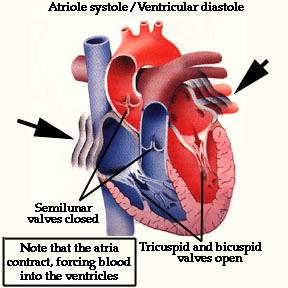 Atriole systole / Ventricular diastole
Semilunar
valves closed
Tricuspid and bicuspid
valves open
Note that the atria
contract, forcing blood
into the ventricles